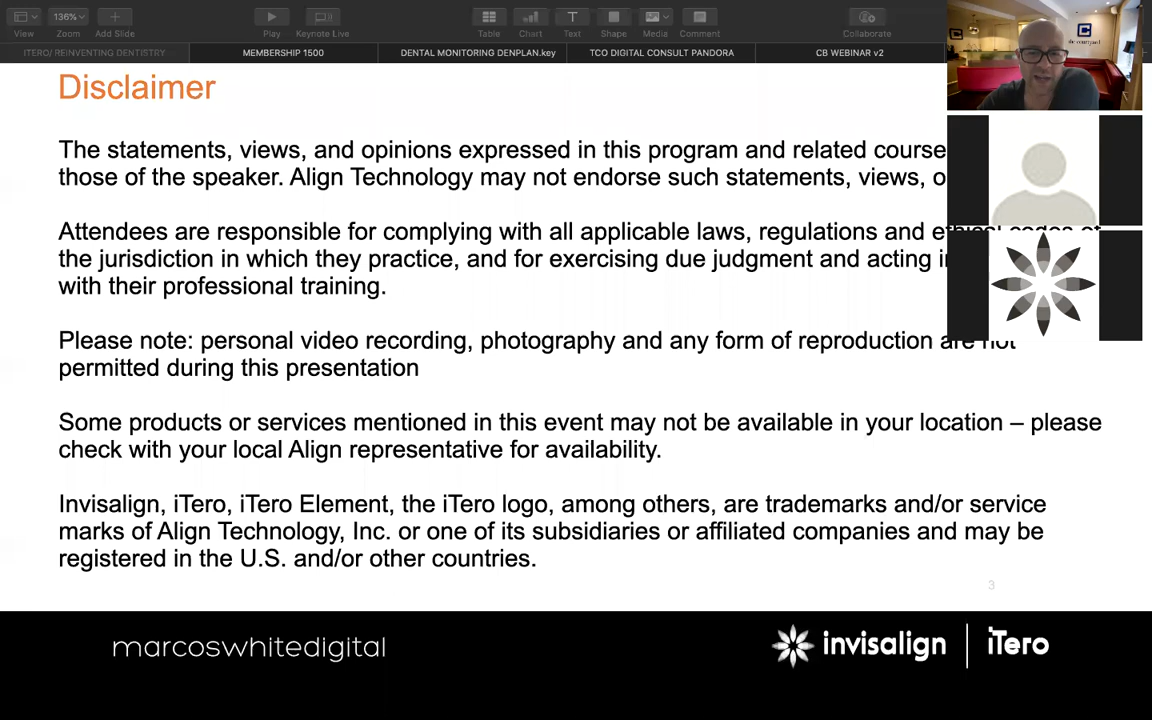 136%
View
Zoom
Add Slide
Play
Keynote Live
Table
Chart
Text
Shape
Media
Comment
Collaborate
ITERO/ REINVENTING DENTISTRY
MEMBERSHIP 1500
DENTAL MONITORING DENPLAN.key
TCO DIGITAL CONSULT PANDORA
CB WEBINAR v2
Disclaimer
The statements, views, and opinions expressed in this program and related course
those of the speaker. Align Technology may not endorse such statements, views, o
Attendees are responsible for complying with all applicable laws, regulations and ethical codes of
the jurisdiction in which they practice, and for exercising due judgment and acting in
with their professional training.
Please note: personal video recording, photography and any form of reproduction are not
permitted during this presentation
Some products or services mentioned in this event may not be available in your location – please
check with your local Align representative for availability.
Invisalign, iTero, iTero Element, the iTero logo, among others, are trademarks and/or service
marks of Align Technology, Inc. or one of its subsidiaries or affiliated companies and may be
registered in the U.S. and/or other countries.
3
marcoswhitedigital
invisalign
iTero